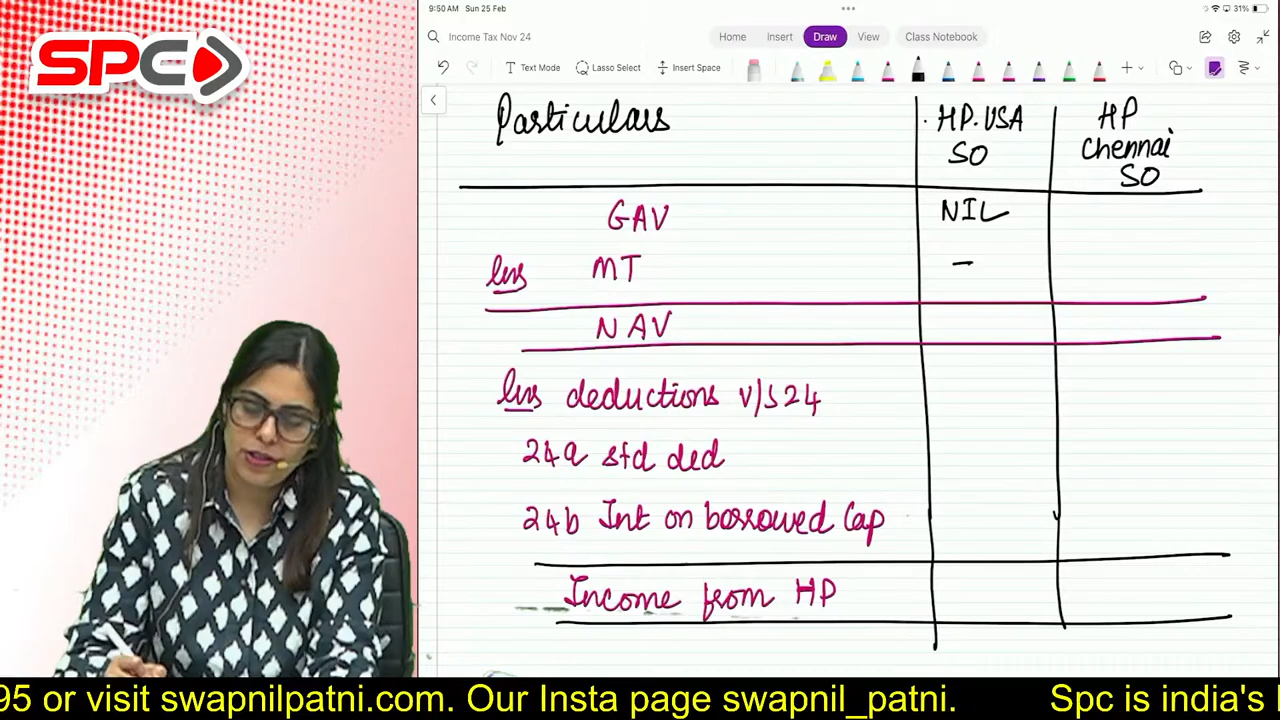 9:50 AM Sun 25 Feb
31%
SPC
Income Tax Nov 24
Home Insert Draw View Class Notebook
Text Mode Lasso Select Insert Space
Particulars
HP. USA
SO
HP
Chennai
SO
GAV NIL
less MT –
NAV
less deductions v/s 24
24a std ded
24b Int on borrowed Cap
Income from HP
95 or visit swapnilpatni.com. Our Insta page swapnil_patni. Spc is india's